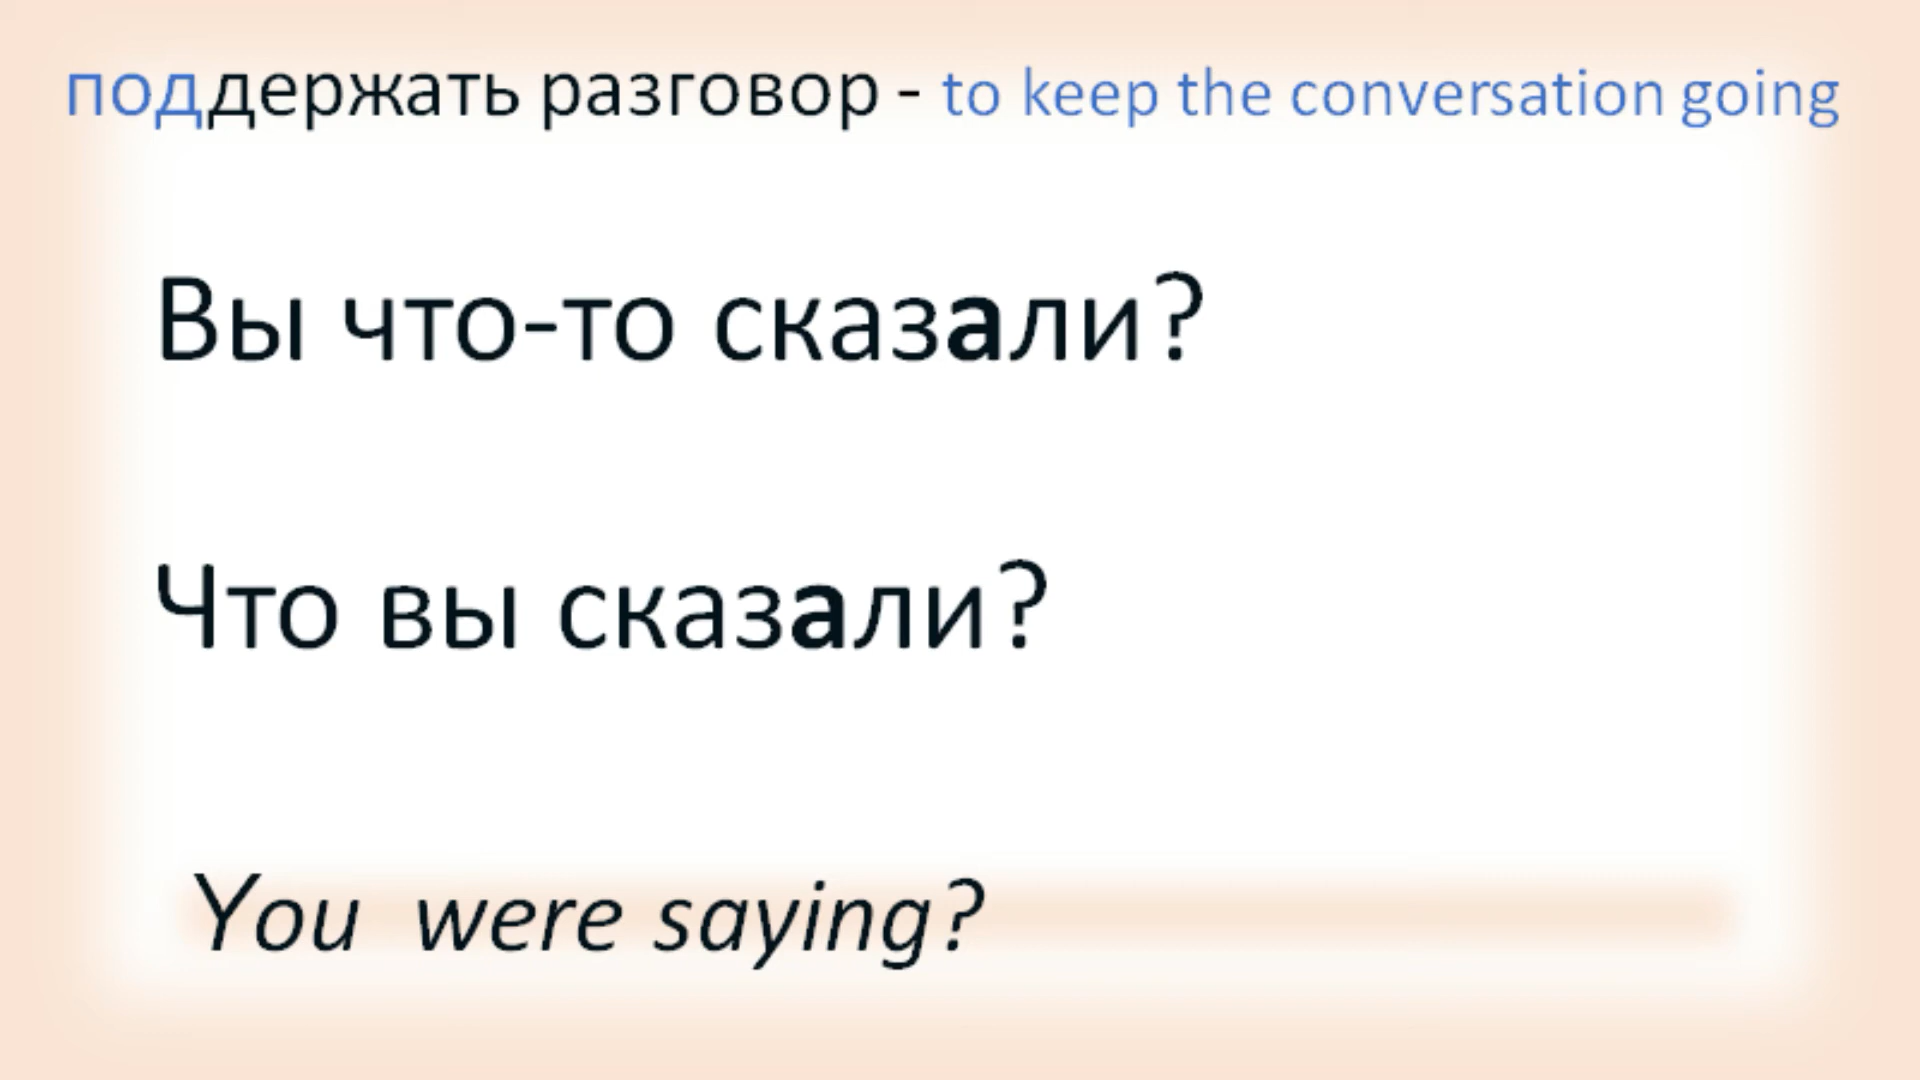 поддержать разговор - to keep the conversation going
Вы что-то сказали?
Что вы сказали?
You were saying?